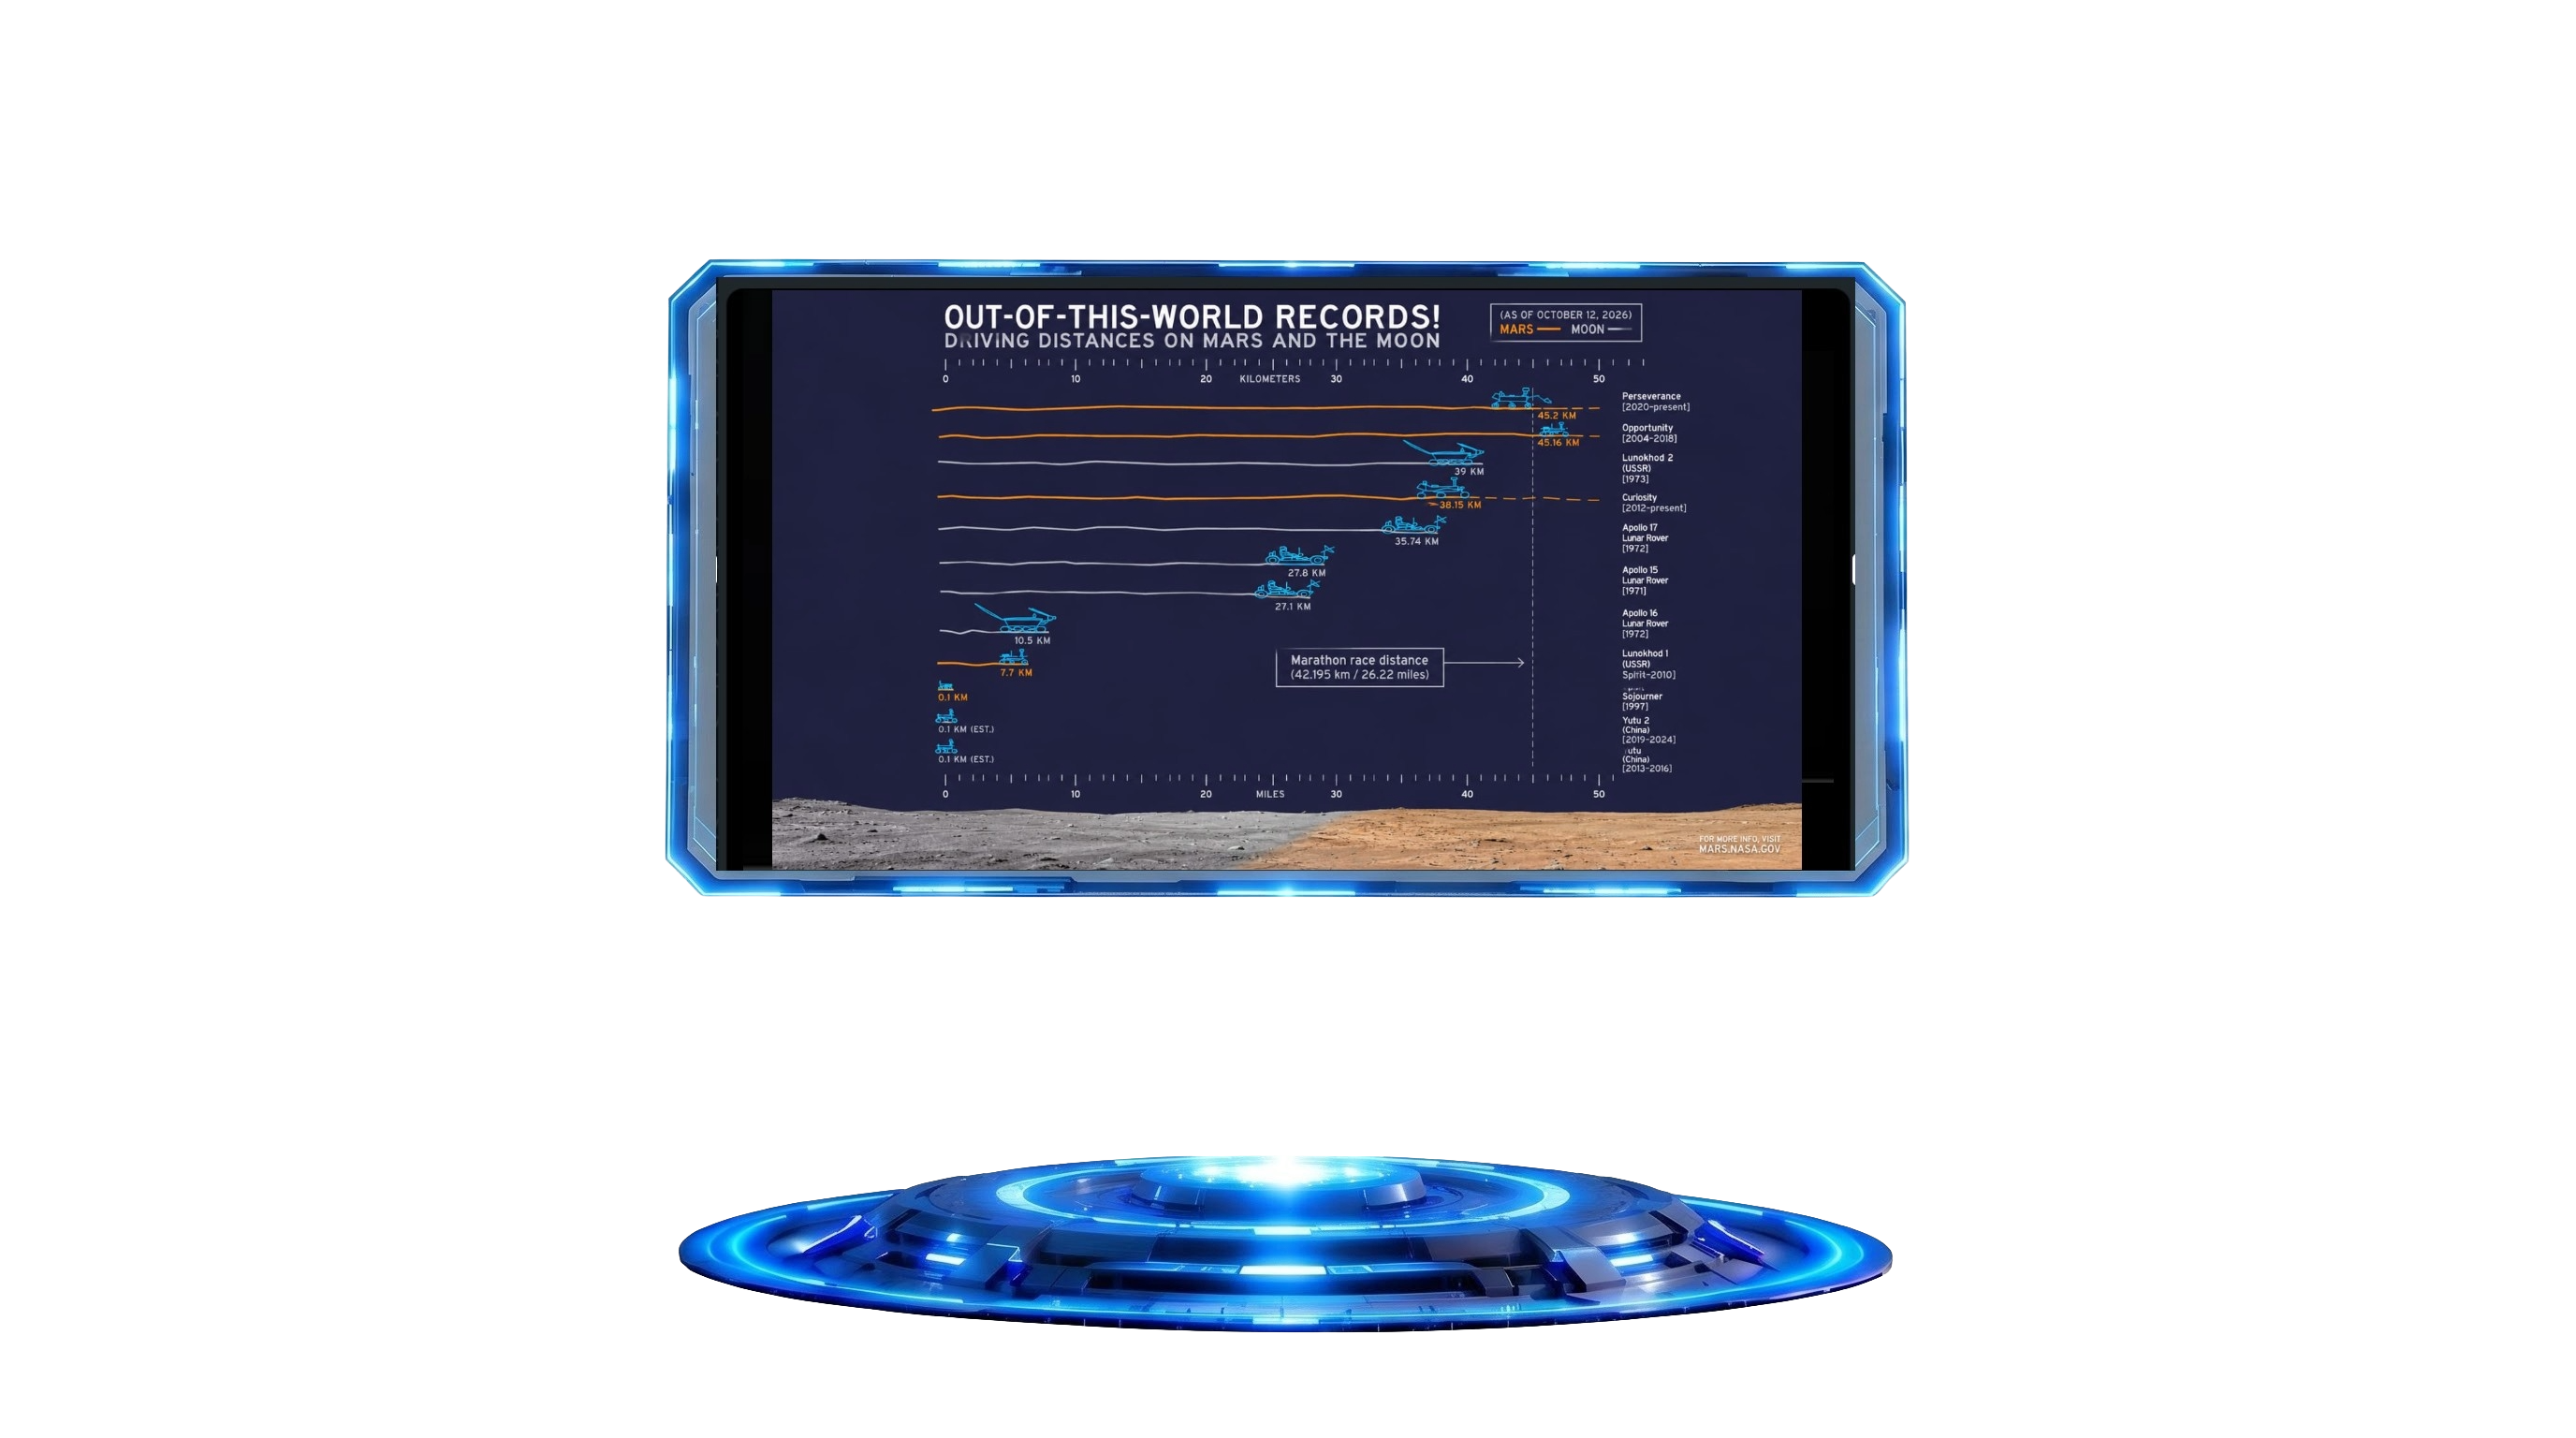 OUT-OF-THIS-WORLD RECORDS!
DRIVING DISTANCES ON MARS AND THE MOON
(AS OF OCTOBER 12, 2026)
MARS MOON
0 10 20 KILOMETERS 30 40 50
45.2 KM
Perseverance
[2020-present]
45.16 KM
Opportunity
[2004-2018]
39 KM
Lunokhod 2
(USSR)
[1973]
38.15 KM
Curiosity
[2012-present]
35.74 KM
Apollo 17
Lunar Rover
[1972]
27.8 KM
Apollo 15
Lunar Rover
[1971]
27.1 KM
Apollo 16
Lunar Rover
[1972]
10.5 KM
Lunokhod 1
(USSR)
Spirit-2010]
7.7 KM
Marathon race distance
(42.195 km / 26.22 miles)
0.1 KM
Sojourner
[1997]
0.1 KM (EST.)
Yutu 2
(China)
[2019-2024]
0.1 KM (EST.)
utu
(China)
[2013-2016]
0 10 20 MILES 30 40 50
FOR MORE INFO, VISIT
MARS.NASA.GOV